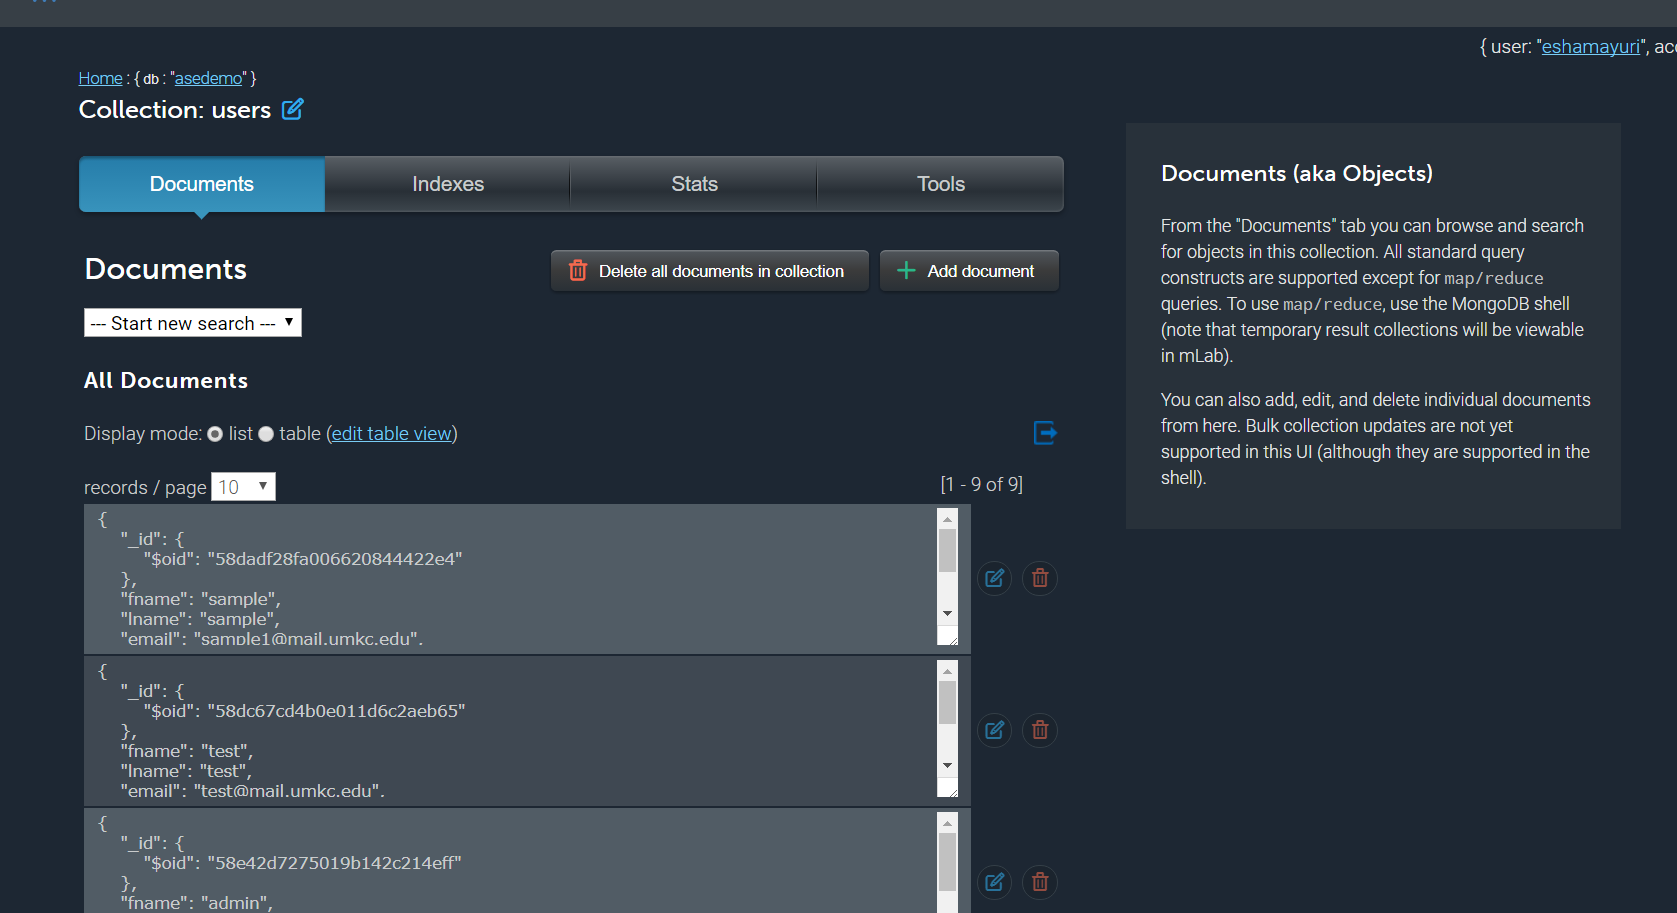 { user: "eshamayuri", acc
Home : { db : "asedemo" }
Collection: users
Documents
Indexes
Stats
Tools
Documents
Delete all documents in collection
Add document
--- Start new search ---
All Documents
Display mode: list table (edit table view)
records / page 10
[1 - 9 of 9]
{
"_id": {
"$oid": "58dadf28fa006620844422e4"
},
"fname": "sample",
"lname": "sample",
"email": "sample1@mail.umkc.edu",
{
"_id": {
"$oid": "58dc67cd4b0e011d6c2aeb65"
},
"fname": "test",
"lname": "test",
"email": "test@mail.umkc.edu",
{
"_id": {
"$oid": "58e42d7275019b142c214eff"
},
"fname": "admin",
Documents (aka Objects)
From the "Documents" tab you can browse and search
for objects in this collection. All standard query
constructs are supported except for map/reduce
queries. To use map/reduce, use the MongoDB shell
(note that temporary result collections will be viewable
in mLab).
You can also add, edit, and delete individual documents
from here. Bulk collection updates are not yet
supported in this UI (although they are supported in the
shell).